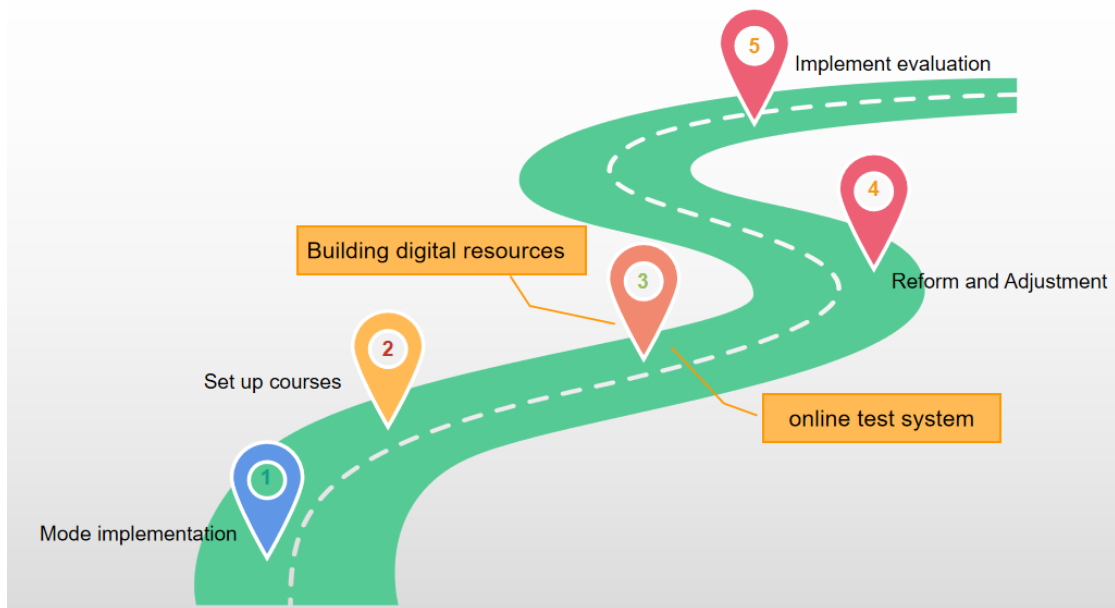 5
Implement evaluation
4
Reform and Adjustment
Building digital resources
3
online test system
2
Set up courses
1
Mode implementation